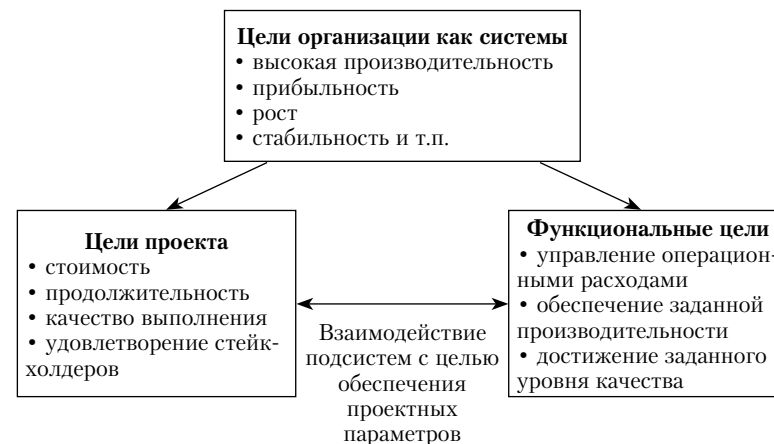 Цели организации как системы
• высокая производительность
• прибыльность
• рост
• стабильность и т.п.
Цели проекта
• стоимость
• продолжительность
• качество выполнения
• удовлетворение стейк-
холдеров
Взаимодействие
подсистем с целью
обеспечения
проектных
параметров
Функциональные цели
• управление операцион-
ными расходами
• обеспечение заданной
производительности
• достижение заданного
уровня качества